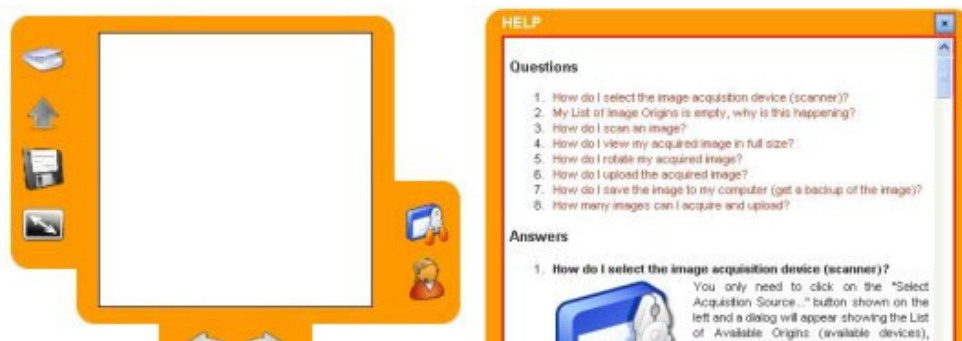 HELP
Questions
1. How do I select the image acquisition device (scanner)?
2. My List of Image Origins is empty, why is this happening?
3. How do I scan an image?
4. How do I view my acquired image in full size?
5. How do I rotate my acquired image?
6. How do I upload the acquired image?
7. How do I save the image to my computer (get a backup of the image)?
8. How many images can I acquire and upload?
Answers
1. How do I select the image acquisition device (scanner)?
You only need to click on the "Select
Acquisition Source..." button shown on the
left and a dialog will appear showing the List
of Available Origins (available devices),